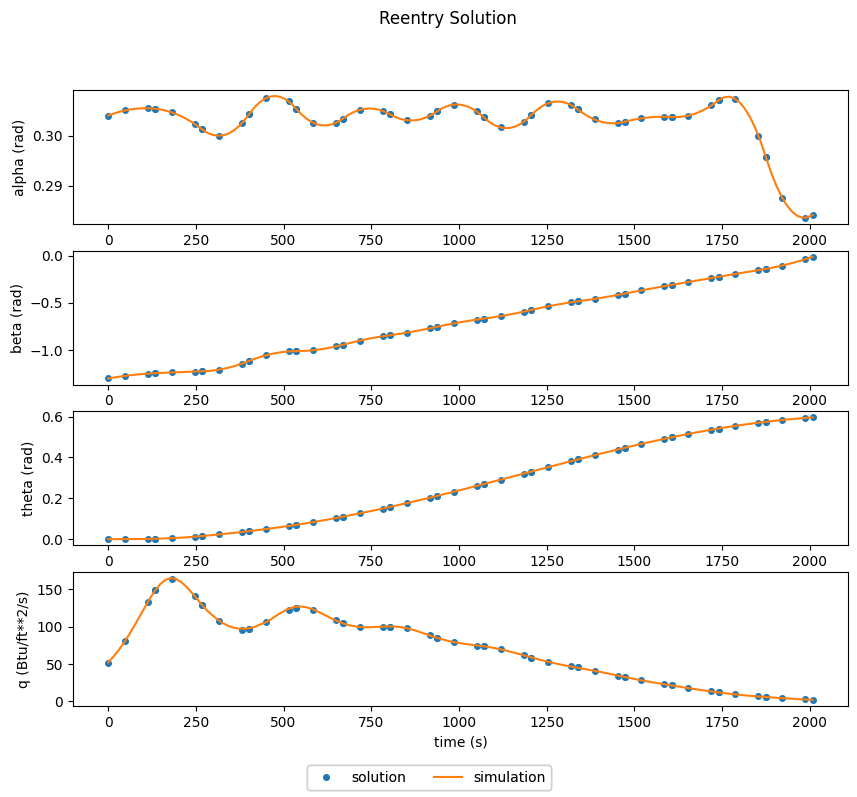 Reentry Solution
alpha (rad)
0.30
0.29
0 250 500 750 1000 1250 1500 1750 2000
beta (rad)
0.0
−0.5
−1.0
0 250 500 750 1000 1250 1500 1750 2000
theta (rad)
0.6
0.4
0.2
0.0
0 250 500 750 1000 1250 1500 1750 2000
q (Btu/ft**2/s)
150
100
50
0
0 250 500 750 1000 1250 1500 1750 2000
time (s)
solution simulation